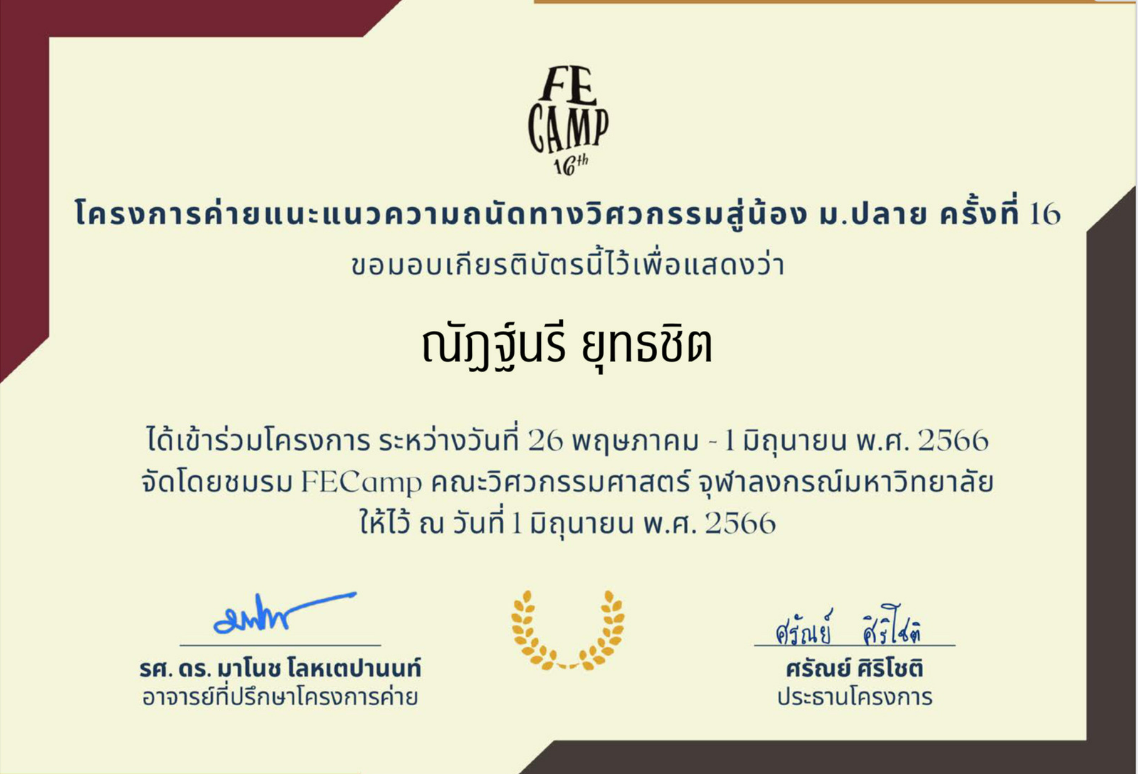 FE
CAMP
16th
โครงการค่ายแนะแนวความถนัดทางวิศวกรรมสู่น้อง ม.ปลาย ครั้งที่ 16
ขอมอบเกียรติบัตรนี้ไว้เพื่อแสดงว่า
ณัฏฐ์นรี ยุทธชิต
ได้เข้าร่วมโครงการ ระหว่างวันที่ 26 พฤษภาคม - 1 มิถุนายน พ.ศ. 2566
จัดโดยชมรม FECamp คณะวิศวกรรมศาสตร์ จุฬาลงกรณ์มหาวิทยาลัย
ให้ไว้ ณ วันที่ 1 มิถุนายน พ.ศ. 2566
ศรัณย์ ศิริโชติ
รศ. ดร. มาโนช โลหเตปานนท์
ศรัณย์ ศิริโชติ
อาจารย์ที่ปรึกษาโครงการค่าย
ประธานโครงการ